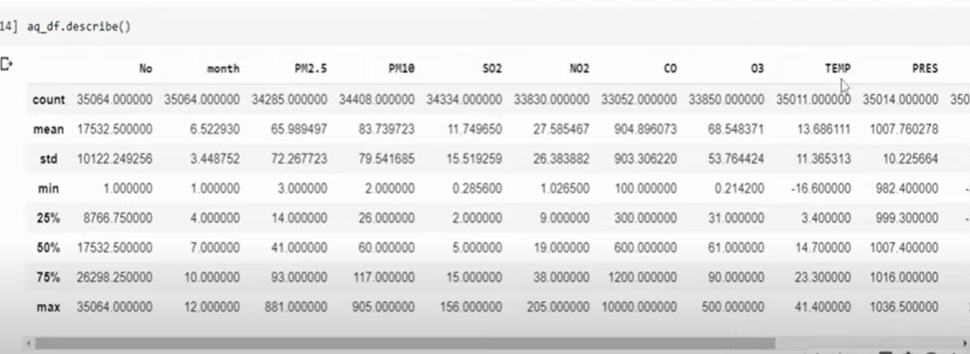 14] aq_df.describe()
No month PM2.5 PM10 SO2 NO2 CO O3 TEMP PRES
count 35064.000000 35064.000000 34285.000000 34408.000000 34334.000000 33830.000000 33052.000000 33850.000000 35011.000000 35014.000000 350
mean 17532.500000 6.522930 65.989497 83.739723 11.749650 27.585467 904.896073 68.548371 13.686111 1007.760278
std 10122.249256 3.448752 72.267723 79.541685 15.519259 26.383882 903.306220 53.764424 11.365313 10.225664
min 1.000000 1.000000 3.000000 2.000000 0.285600 1.026500 100.000000 0.214200 -16.600000 982.400000 -
25% 8766.750000 4.000000 14.000000 26.000000 2.000000 9.000000 300.000000 31.000000 3.400000 999.300000 -
50% 17532.500000 7.000000 41.000000 60.000000 5.000000 19.000000 600.000000 61.000000 14.700000 1007.400000
75% 26298.250000 10.000000 93.000000 117.000000 15.000000 38.000000 1200.000000 90.000000 23.300000 1016.000000
max 35064.000000 12.000000 881.000000 905.000000 156.000000 205.000000 10000.000000 500.000000 41.400000 1036.500000